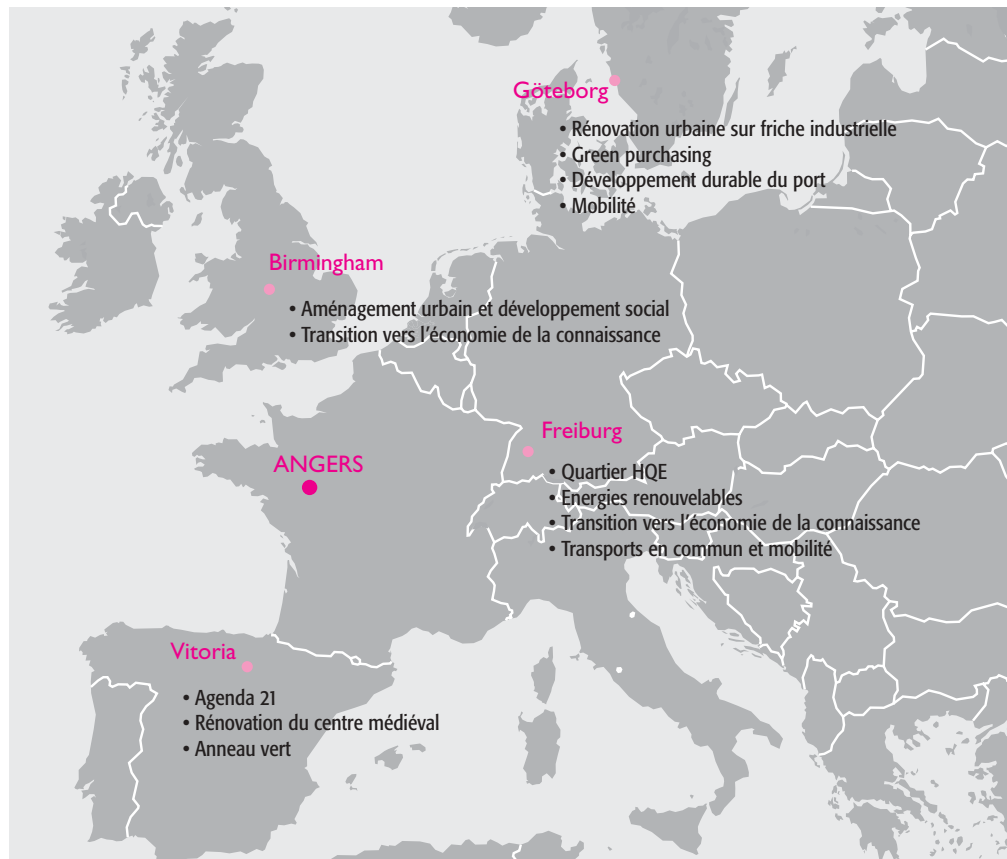 Göteborg
• Rénovation urbaine sur friche industrielle
• Green purchasing
• Développement durable du port
• Mobilité
Birmingham
• Aménagement urbain et développement social
• Transition vers l'économie de la connaissance
Freiburg
• Quartier HQE
• Energies renouvelables
• Transition vers l'économie de la connaissance
• Transports en commun et mobilité
ANGERS
Vitoria
• Agenda 21
• Rénovation du centre médiéval
• Anneau vert